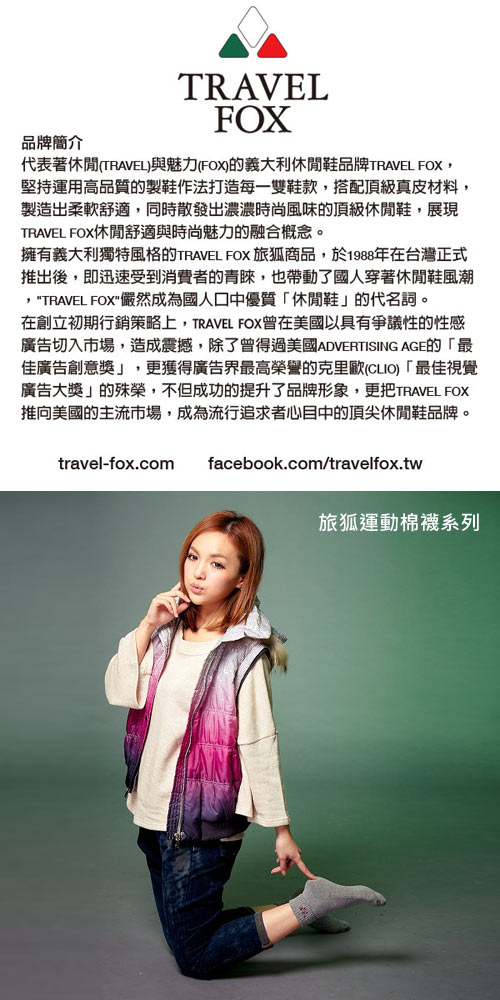 TRAVEL
FOX
品牌簡介
代表著休閒(TRAVEL)與魅力(FOX)的義大利休閒鞋品牌TRAVEL FOX，
堅持運用高品質的製鞋作法打造每一雙鞋款，搭配頂級真皮材料，
製造出柔軟舒適，同時散發出濃濃時尚風味的頂級休閒鞋，展現
TRAVEL FOX休閒舒適與時尚魅力的融合概念。
擁有義大利獨特風格的TRAVEL FOX 旅狐商品，於1988年在台灣正式
推出後，即迅速受到消費者的青睞，也帶動了國人穿著休閒鞋風潮
，"TRAVEL FOX"儼然成為國人口中優質「休閒鞋」的代名詞。
在創立初期行銷策略上，TRAVEL FOX曾在美國以具有爭議性的性感
廣告切入市場，造成震撼，除了曾得過美國ADVERTISING AGE的「最
佳廣告創意獎」，更獲得廣告界最高榮譽的克里歐(CLIO)「最佳視覺
廣告大獎」的殊榮，不但成功的提升了品牌形象，更把TRAVEL FOX
推向美國的主流市場，成為流行追求者心目中的頂尖休閒鞋品牌。
travel-fox.com facebook.com/travelfox.tw
旅狐運動棉襪系列